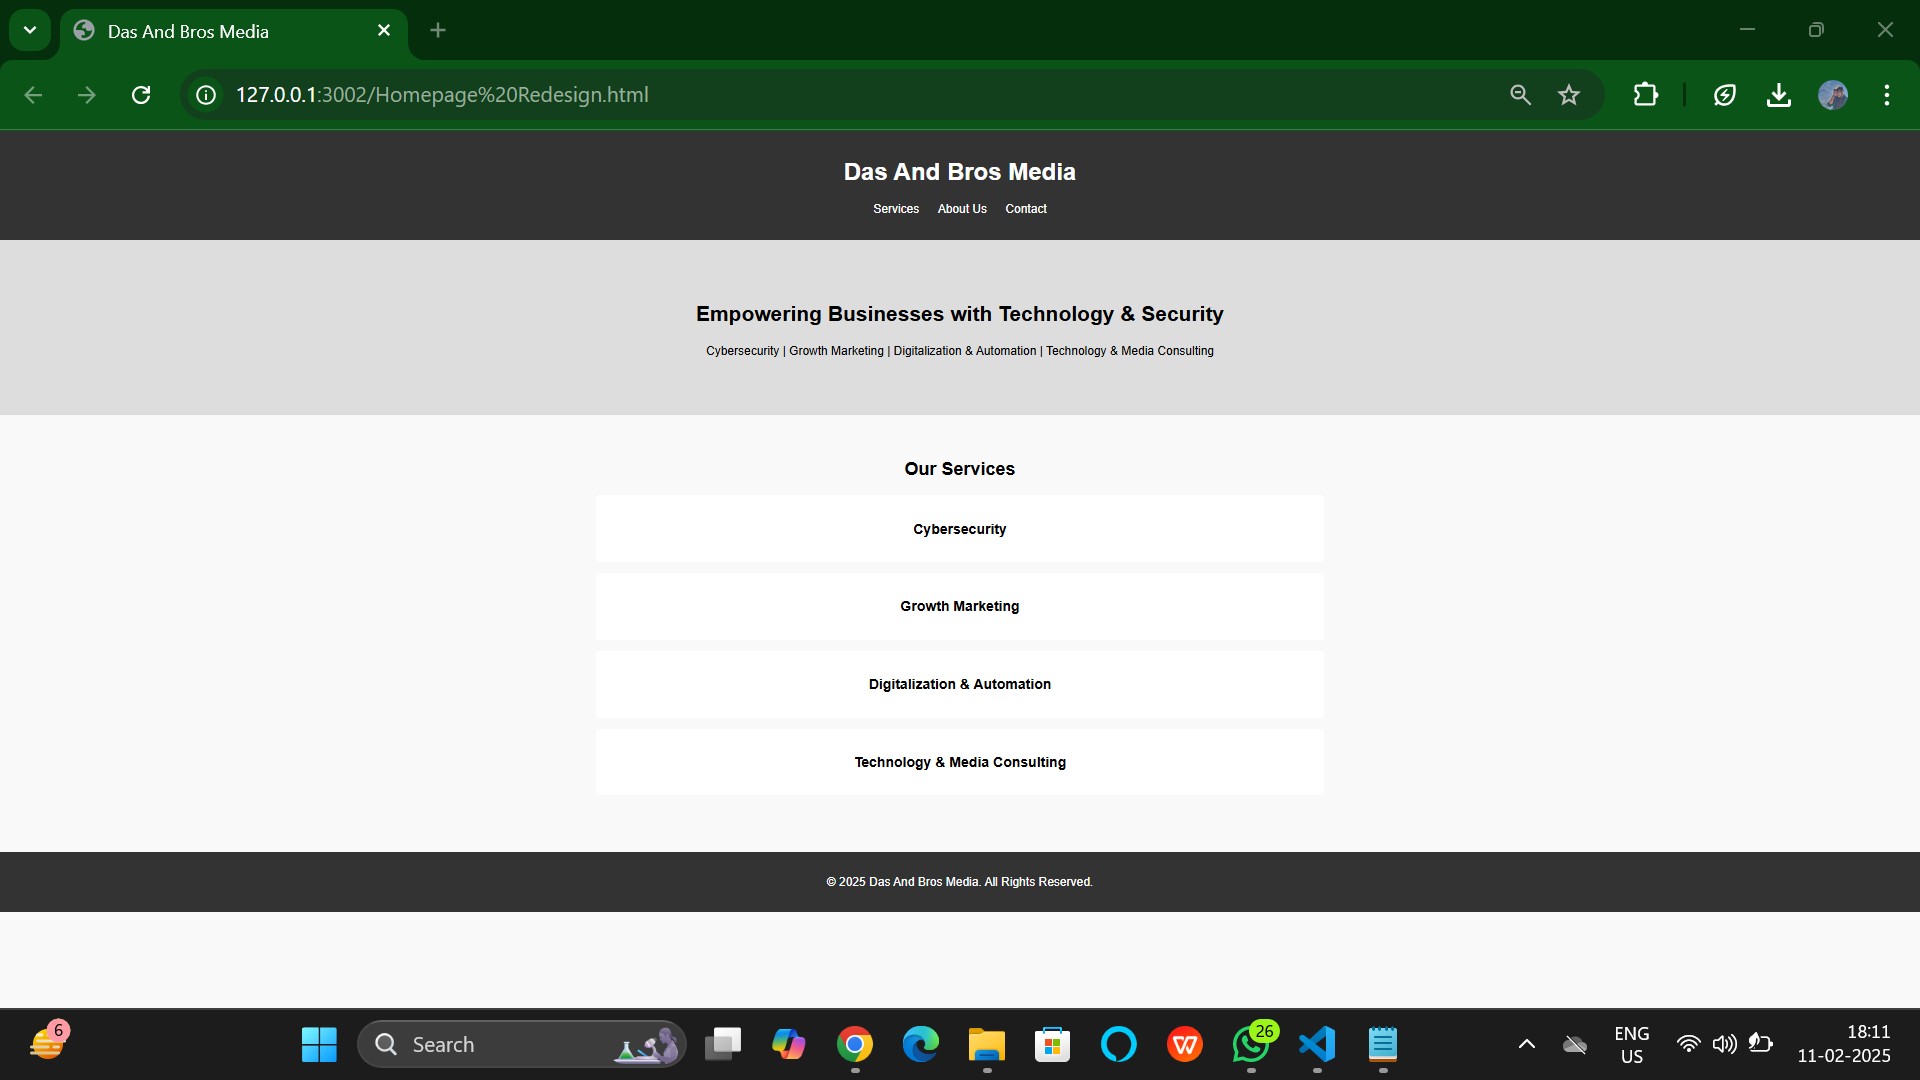 Das And Bros Media
127.0.0.1:3002/Homepage%20Redesign.html
Das And Bros Media
Services About Us Contact
Empowering Businesses with Technology & Security
Cybersecurity | Growth Marketing | Digitalization & Automation | Technology & Media Consulting
Our Services
Cybersecurity
Growth Marketing
Digitalization & Automation
Technology & Media Consulting
© 2025 Das And Bros Media. All Rights Reserved.
6
Search
26
ENG
US
18:11
11-02-2025